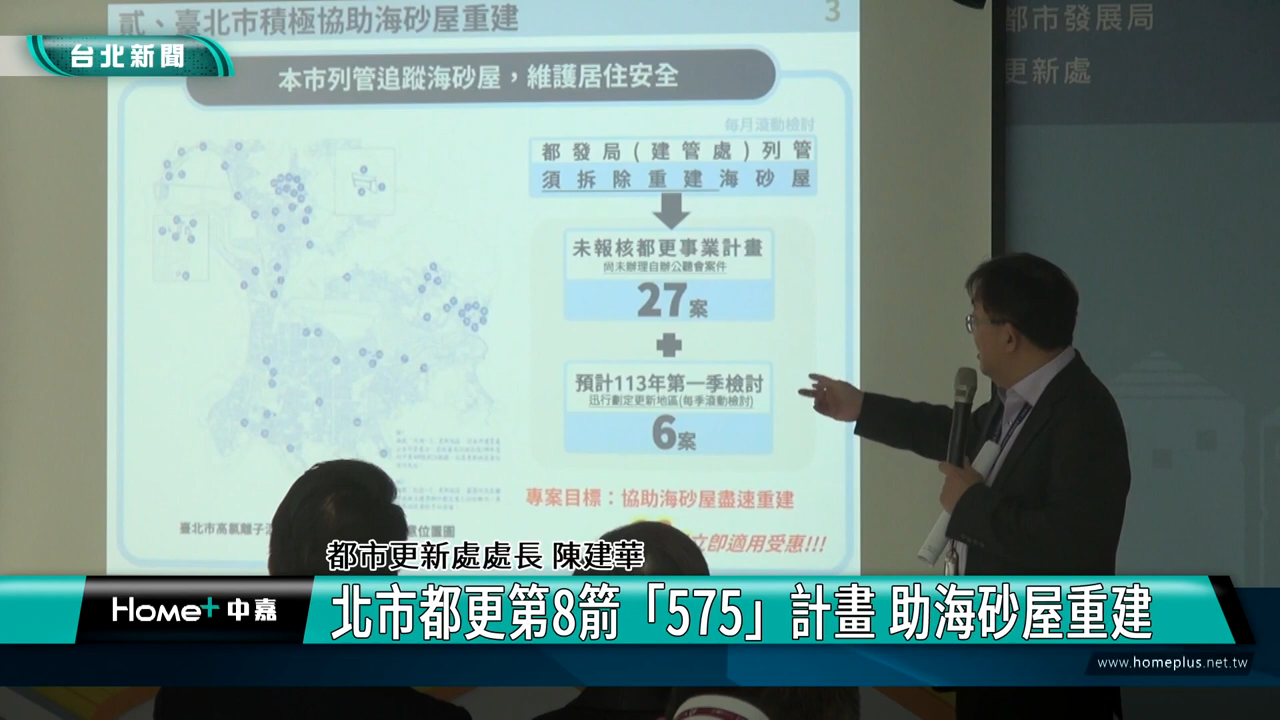 貳、臺北市積極協助海砂屋重建
3
都市發展局
更新處
台北新聞
本市列管追蹤海砂屋，維護居住安全
每月滾動檢討
都發局(建管處)列管
須拆除重建海砂屋
未報核都更事業計畫
尚未辦理自辦公聽會案件
27案
預計113年第一季檢討
迅行劃定更新地區(每季滾動檢討)
6案
專案目標：協助海砂屋盡速重建
立即適用受惠!!!
臺北市高氯離子
位置圖
都市更新處處長 陳建華
Home+ 中嘉
北市都更第8箭「575」計畫 助海砂屋重建
www.homeplus.net.tw